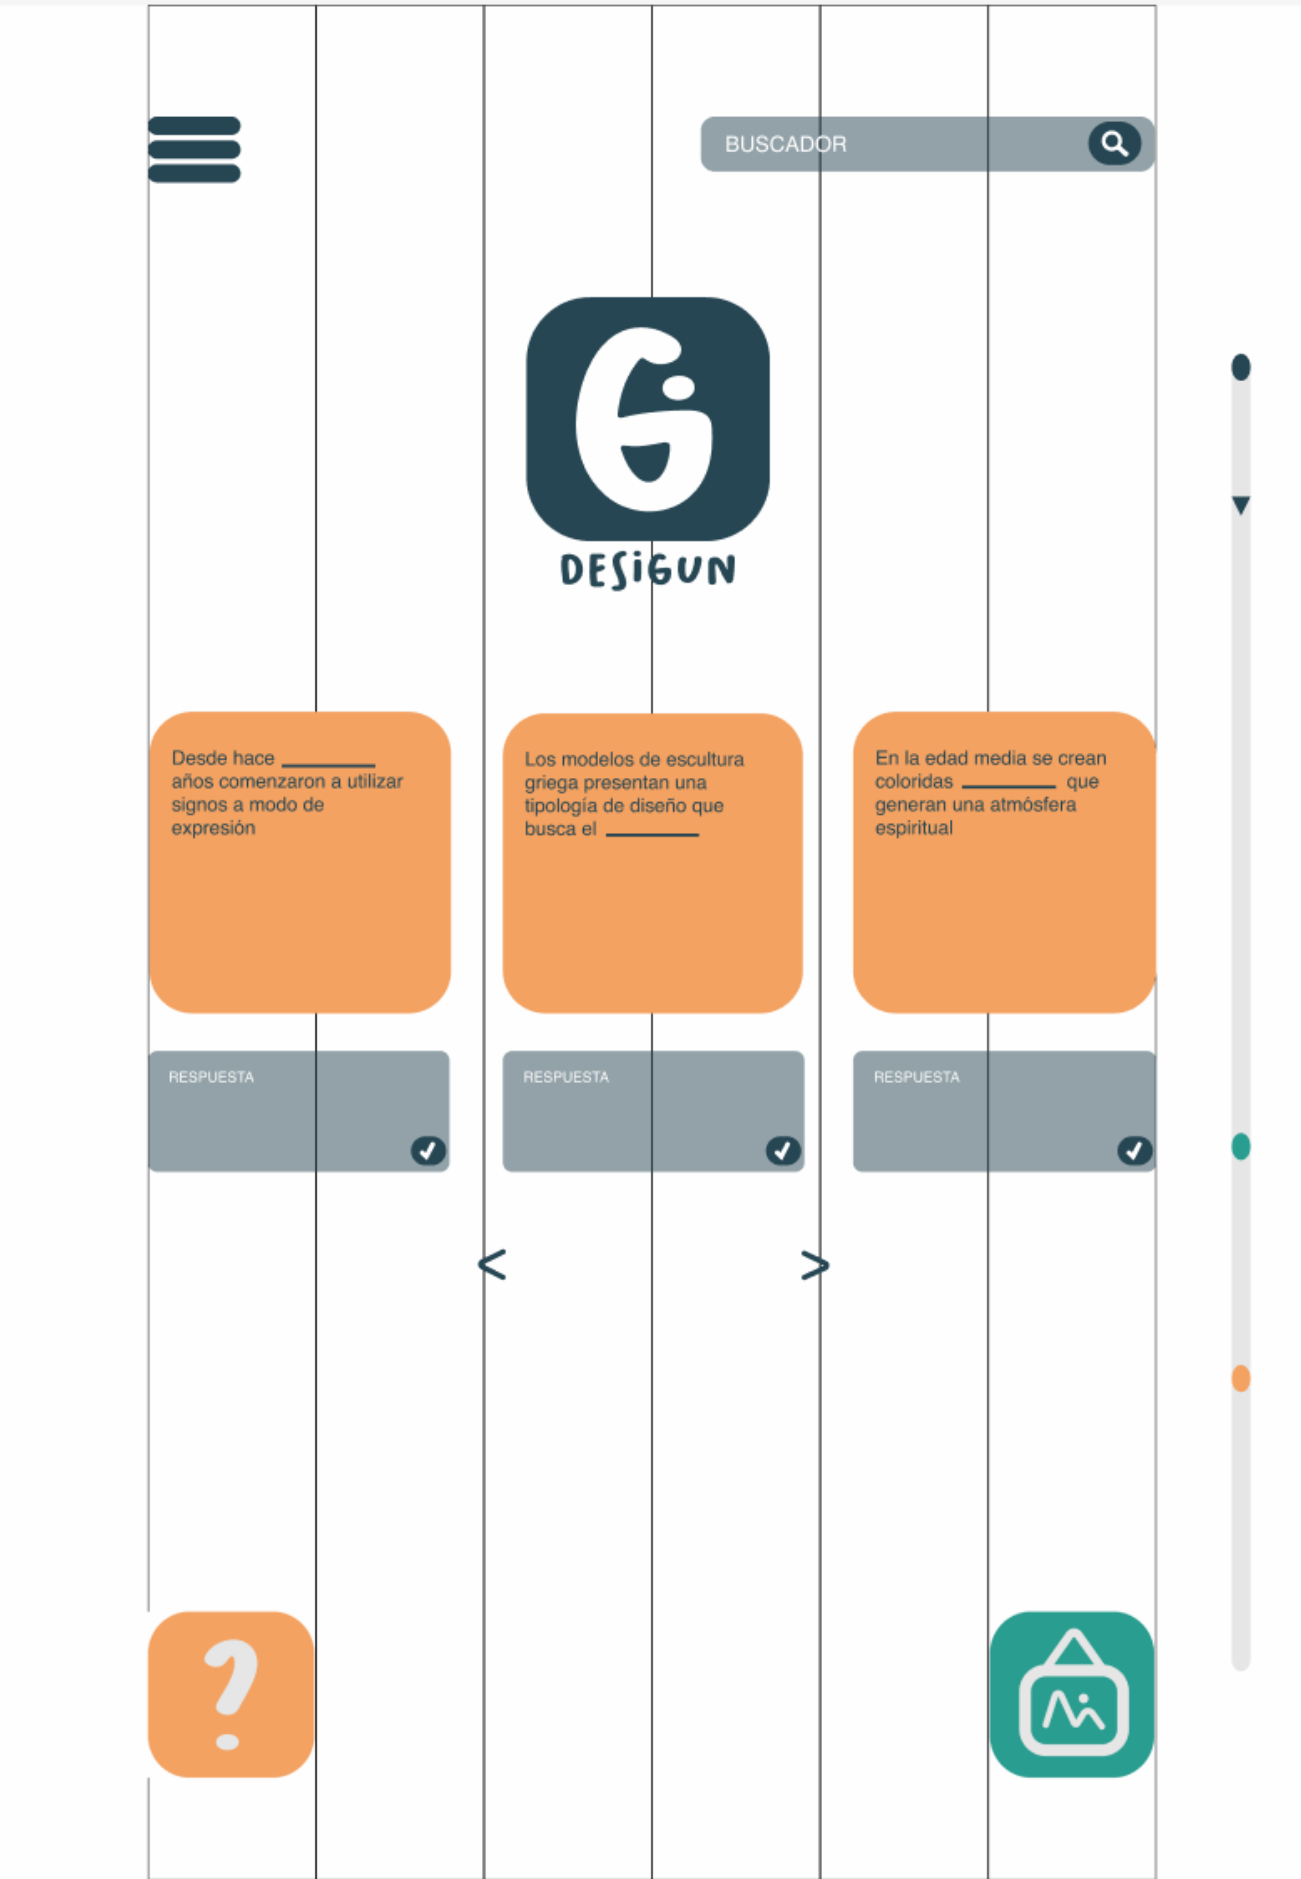 BUSCADOR
DESiGUN
Desde hace ________
años comenzaron a utilizar
signos a modo de
expresión
Los modelos de escultura
griega presentan una
tipología de diseño que
busca el ________
En la edad media se crean
coloridas ________ que
generan una atmósfera
espiritual
RESPUESTA
RESPUESTA
RESPUESTA
< >
?